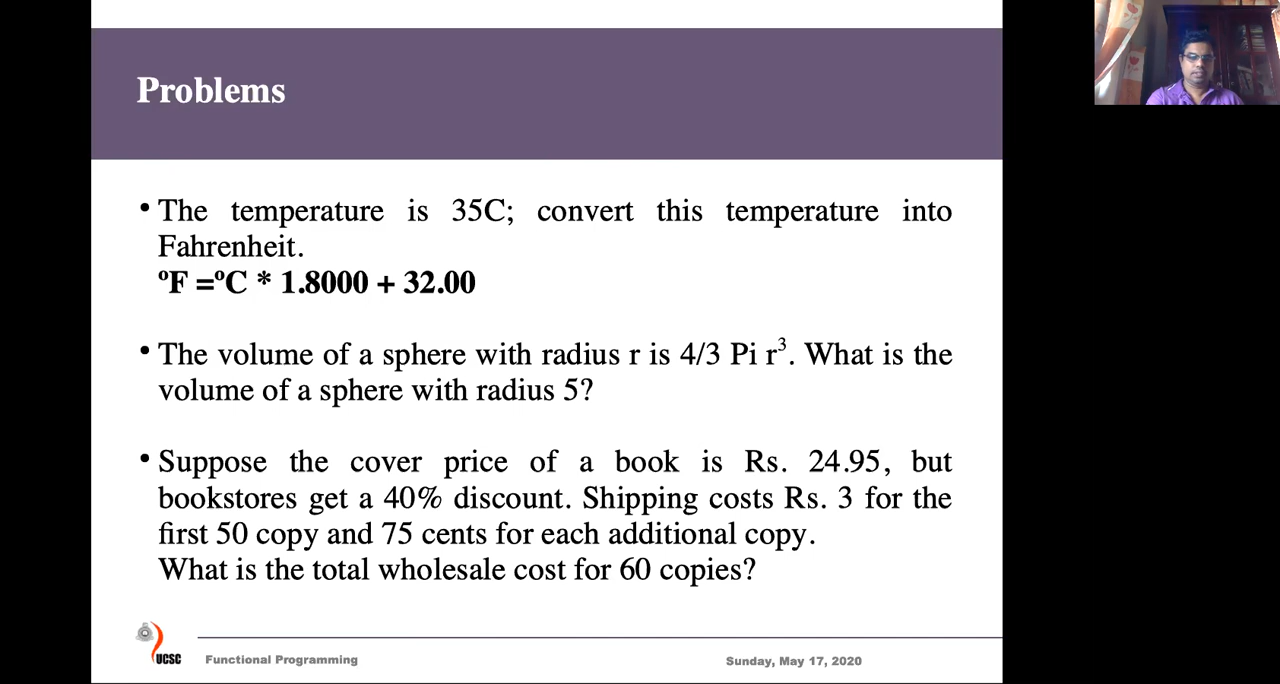 Problems
• The temperature is 35C; convert this temperature into
Fahrenheit.
ºF =ºC * 1.8000 + 32.00
• The volume of a sphere with radius r is 4/3 Pi r³. What is the
volume of a sphere with radius 5?
• Suppose the cover price of a book is Rs. 24.95, but
bookstores get a 40% discount. Shipping costs Rs. 3 for the
first 50 copy and 75 cents for each additional copy.
What is the total wholesale cost for 60 copies?
UCSC
Functional Programming
Sunday, May 17, 2020